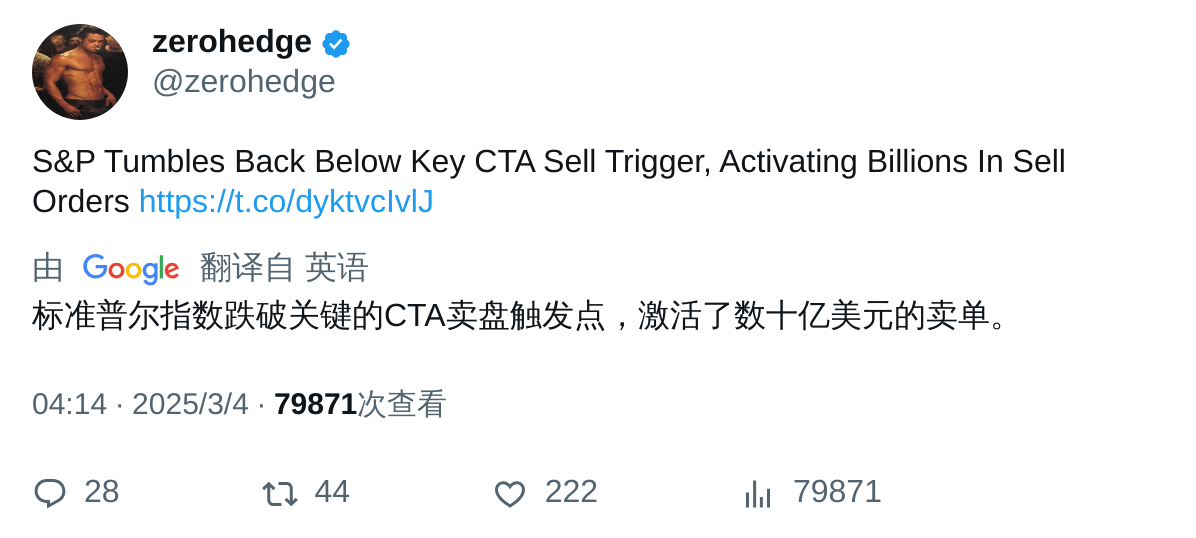 zerohedge
@zerohedge
S&P Tumbles Back Below Key CTA Sell Trigger, Activating Billions In Sell
Orders https://t.co/dyktvcIvlJ
由 Google 翻译自 英语
标准普尔指数跌破关键的CTA卖盘触发点，激活了数十亿美元的卖单。
04:14 · 2025/3/4 · 79871次查看
28 44 222 79871